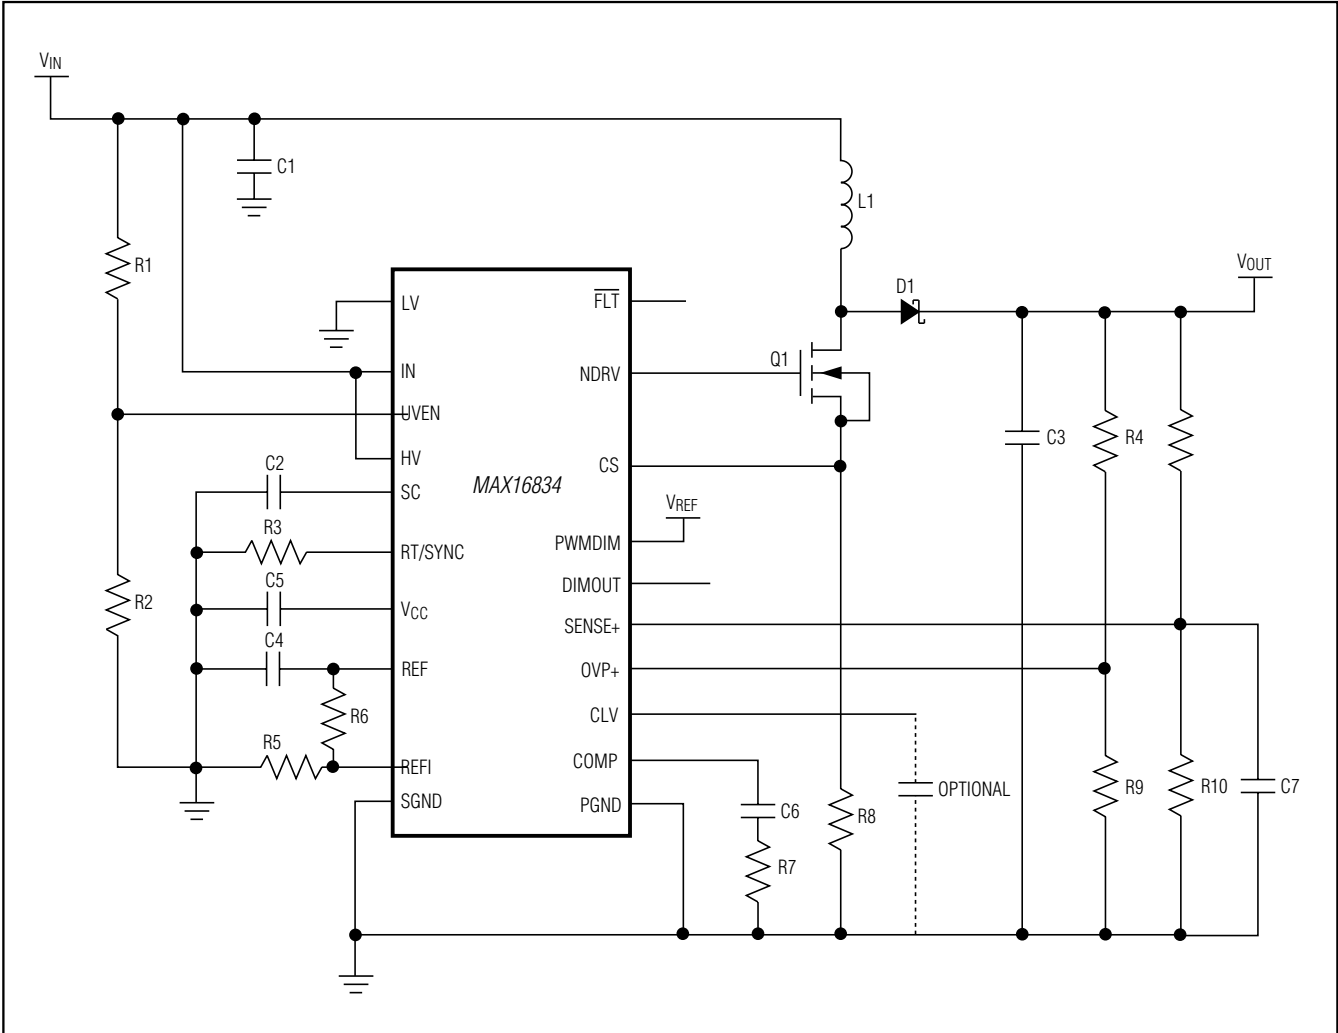 VIN
C1
L1
R1
VOUT
D1
LV
FLT
Q1
IN
NDRV
UVEN
C3
R4
HV
CS
C2
SC
MAX16834
VREF
R3
RT/SYNC
PWMDIM
C5
DIMOUT
R2
VCC
SENSE+
C4
REF
OVP+
R6
CLV
R5
REFI
COMP
OPTIONAL
R9
R10
C7
SGND
PGND
C6
R8
R7